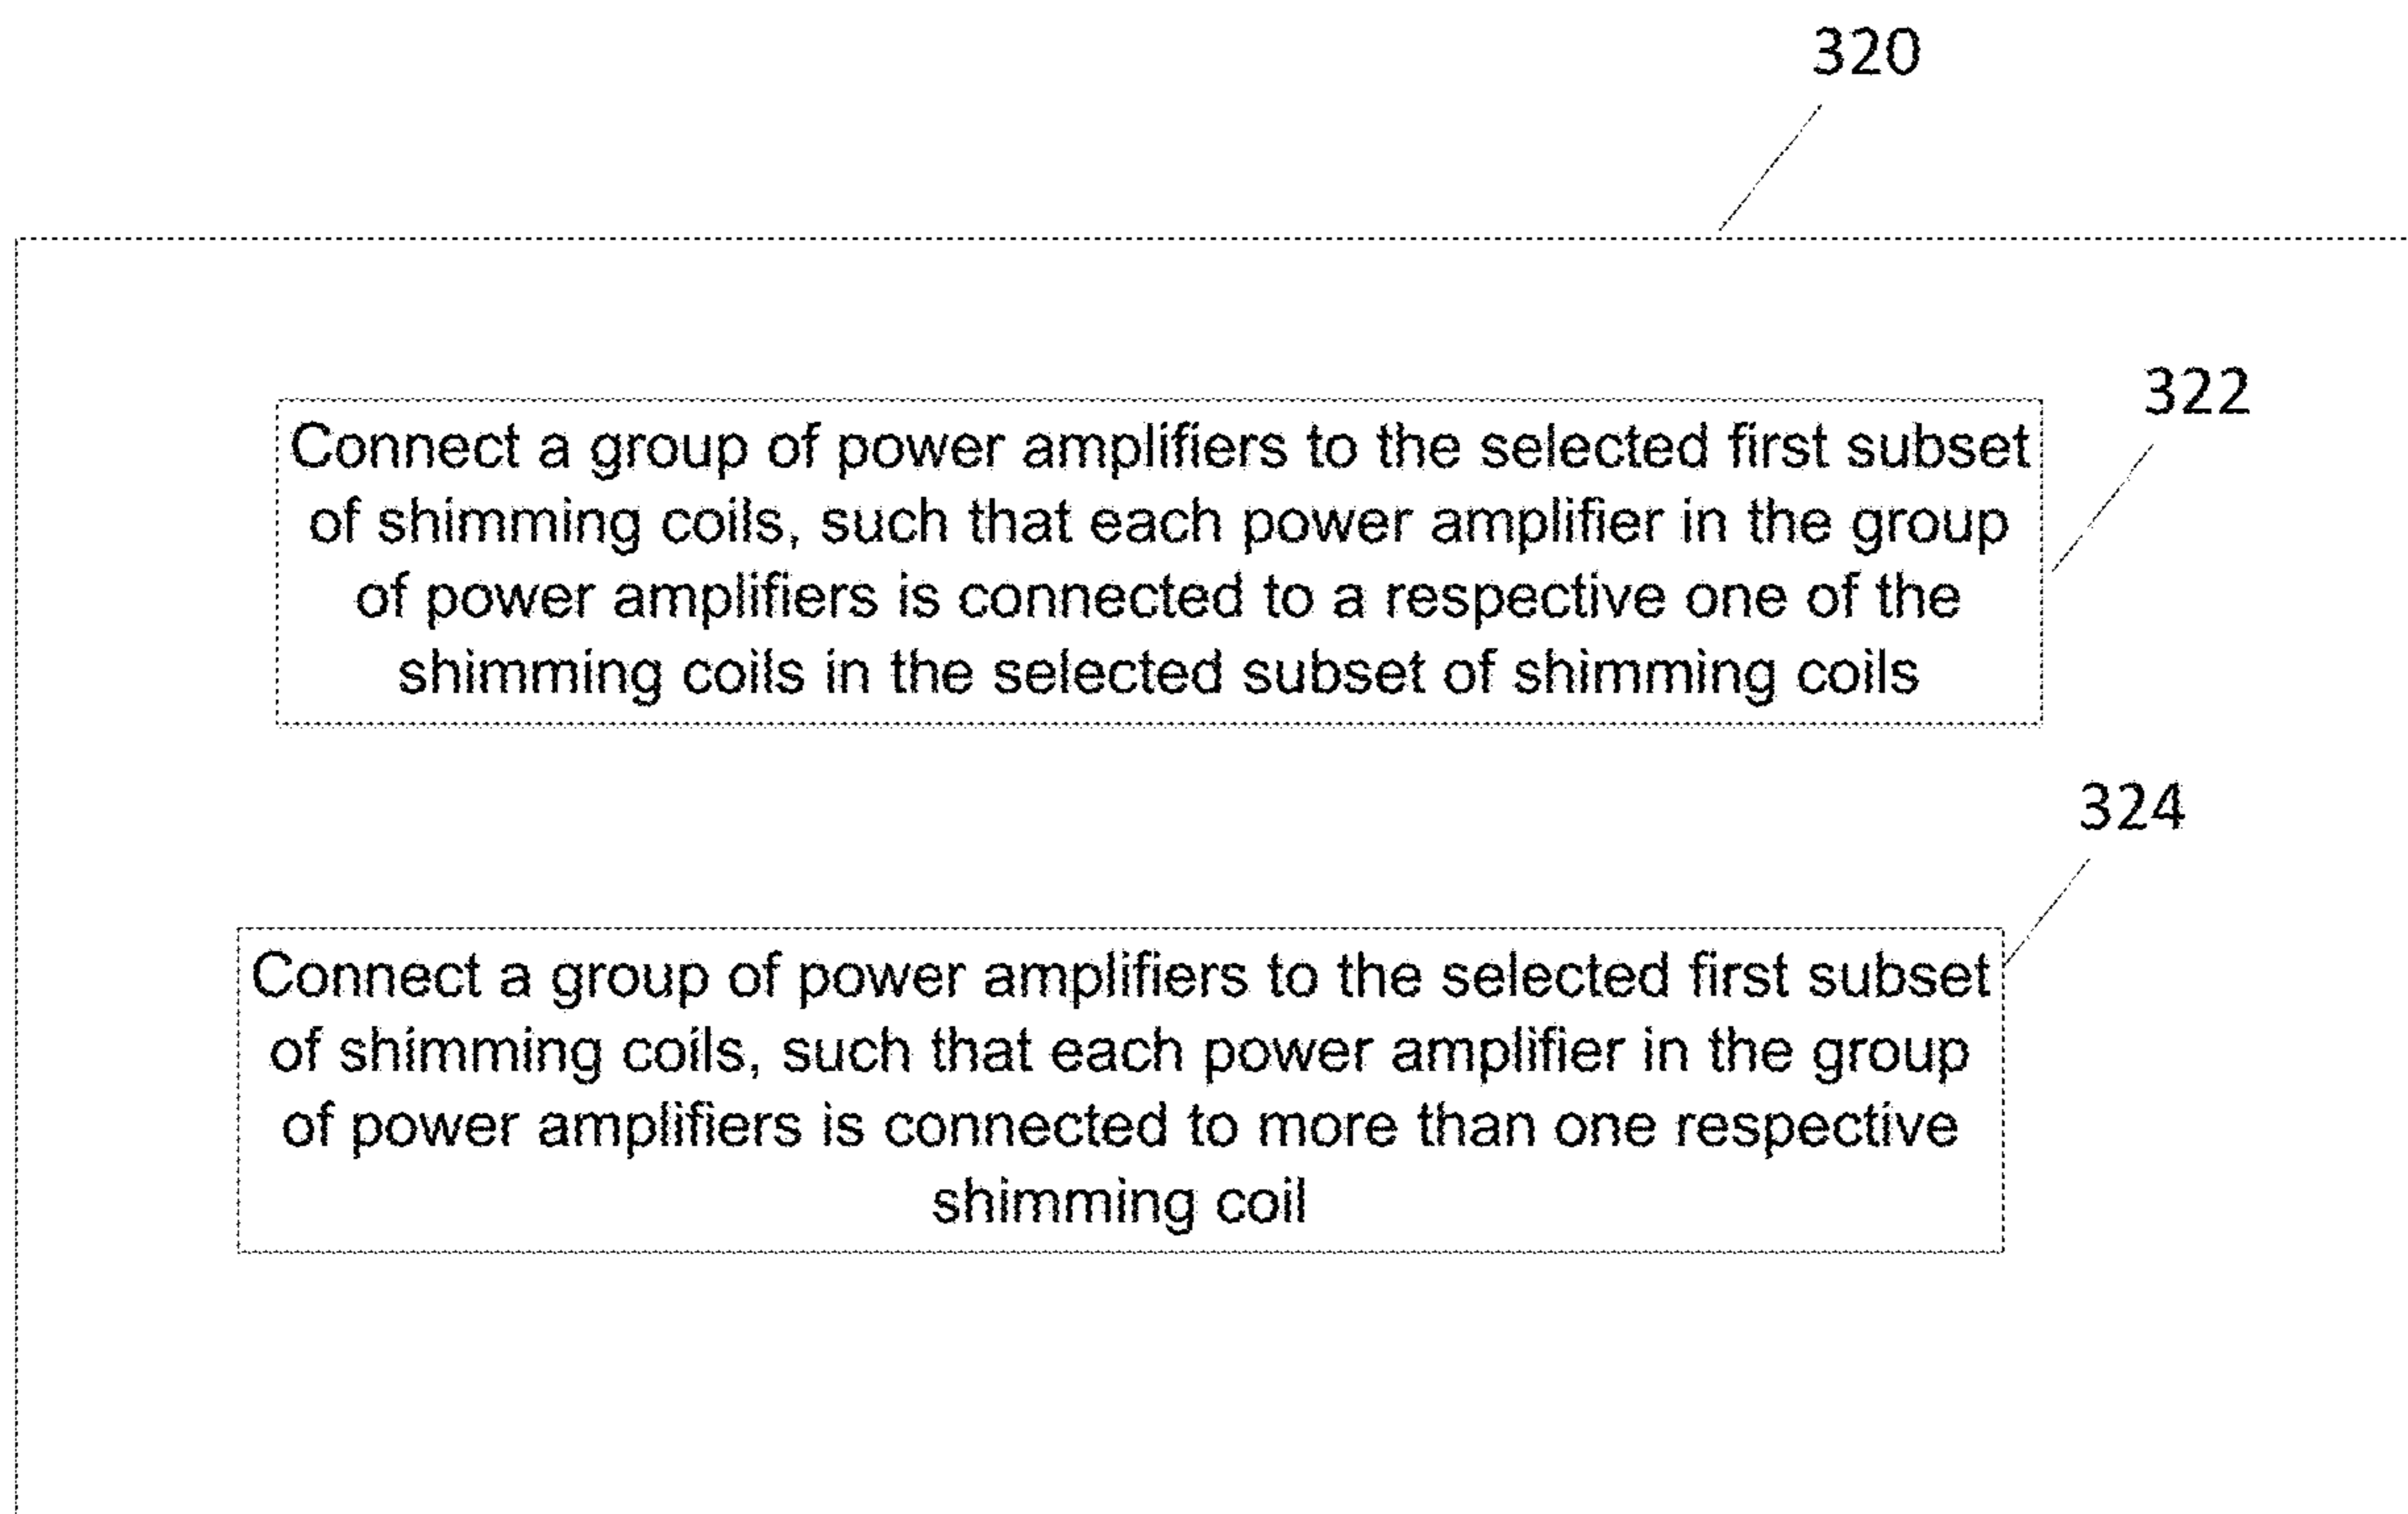 320
322
Connect a group of power amplifiers to the selected first subset
of shimming coils, such that each power amplifier in the group
of power amplifiers is connected to a respective one of the
shimming coils in the selected subset of shimming coils
324
Connect a group of power amplifiers to the selected first subset
of shimming coils, such that each power amplifier in the group
of power amplifiers is connected to more than one respective
shimming coil